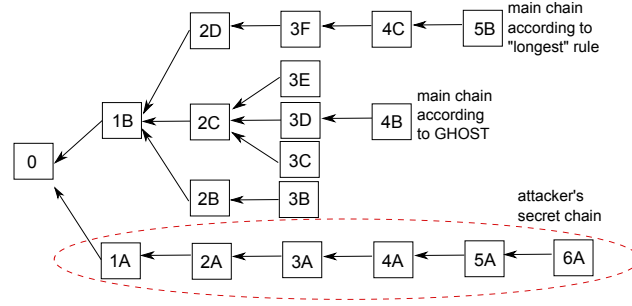 main chain
according to
"longest" rule
2D
3F
4C
5B
3E
main chain
according
to GHOST
1B
2C
3D
4B
0
3C
2B
3B
attacker's
secret chain
1A
2A
3A
4A
5A
6A